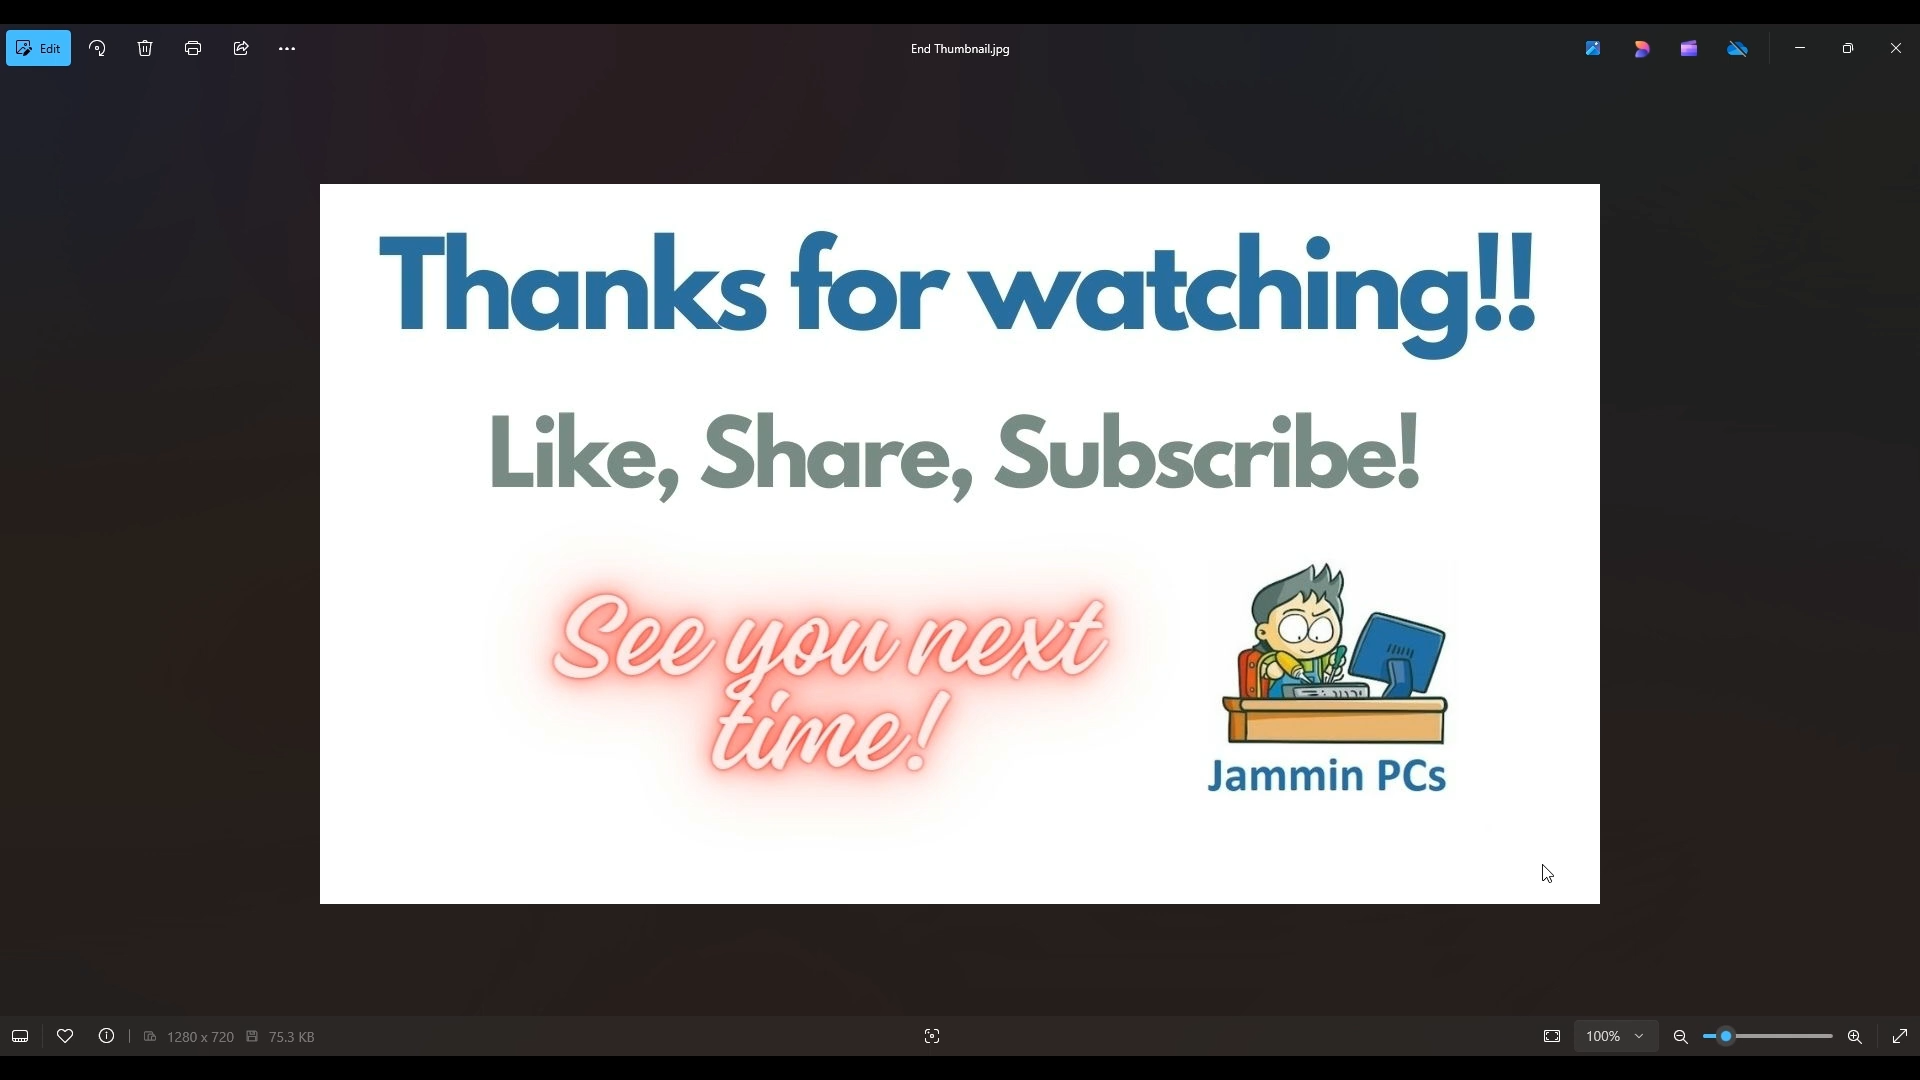 Edit
End Thumbnail.jpg
Thanks for watching!!
Like, Share, Subscribe!
See you next
time!
Jammin PCs
1280 x 720
75.3 KB
100%